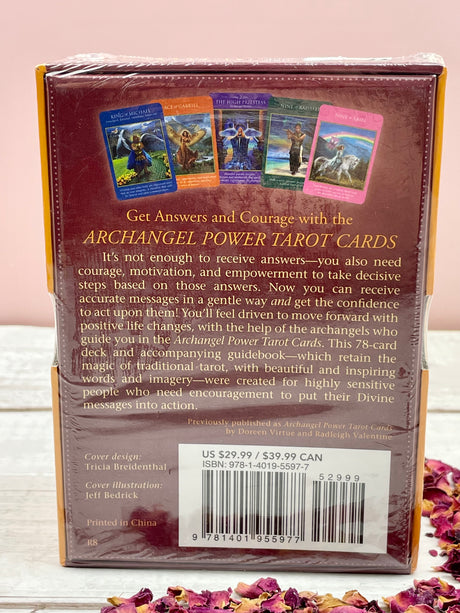 KING of MICHAEL
ACE of GABRIEL
2
THE HIGH PRIESTESS
NINE of RAPHAEL
Get Answers and Courage with the
ARCHANGEL POWER TAROT CARDS
It's not enough to receive answers—you also need
courage, motivation, and empowerment to take decisive
steps based on those answers. Now you can receive
accurate messages in a gentle way and get the confidence
to act upon them! You'll feel driven to move forward with
positive life changes, with the help of the archangels who
guide you in the Archangel Power Tarot Cards. This 78-card
deck and accompanying guidebook—which retain the
magic of traditional tarot, with beautiful and inspiring
words and imagery—were created for highly sensitive
people who need encouragement to put their Divine
messages into action.
Previously published as Archangel Power Tarot Cards
by Doreen Virtue and Radleigh Valentine
Cover design:
Tricia Breidenthal
Cover illustration:
Jeff Bedrick
Printed in China
R8
US $29.99 / $39.99 CAN
ISBN: 978-1-4019-5597-7
52999
9 781401 955977